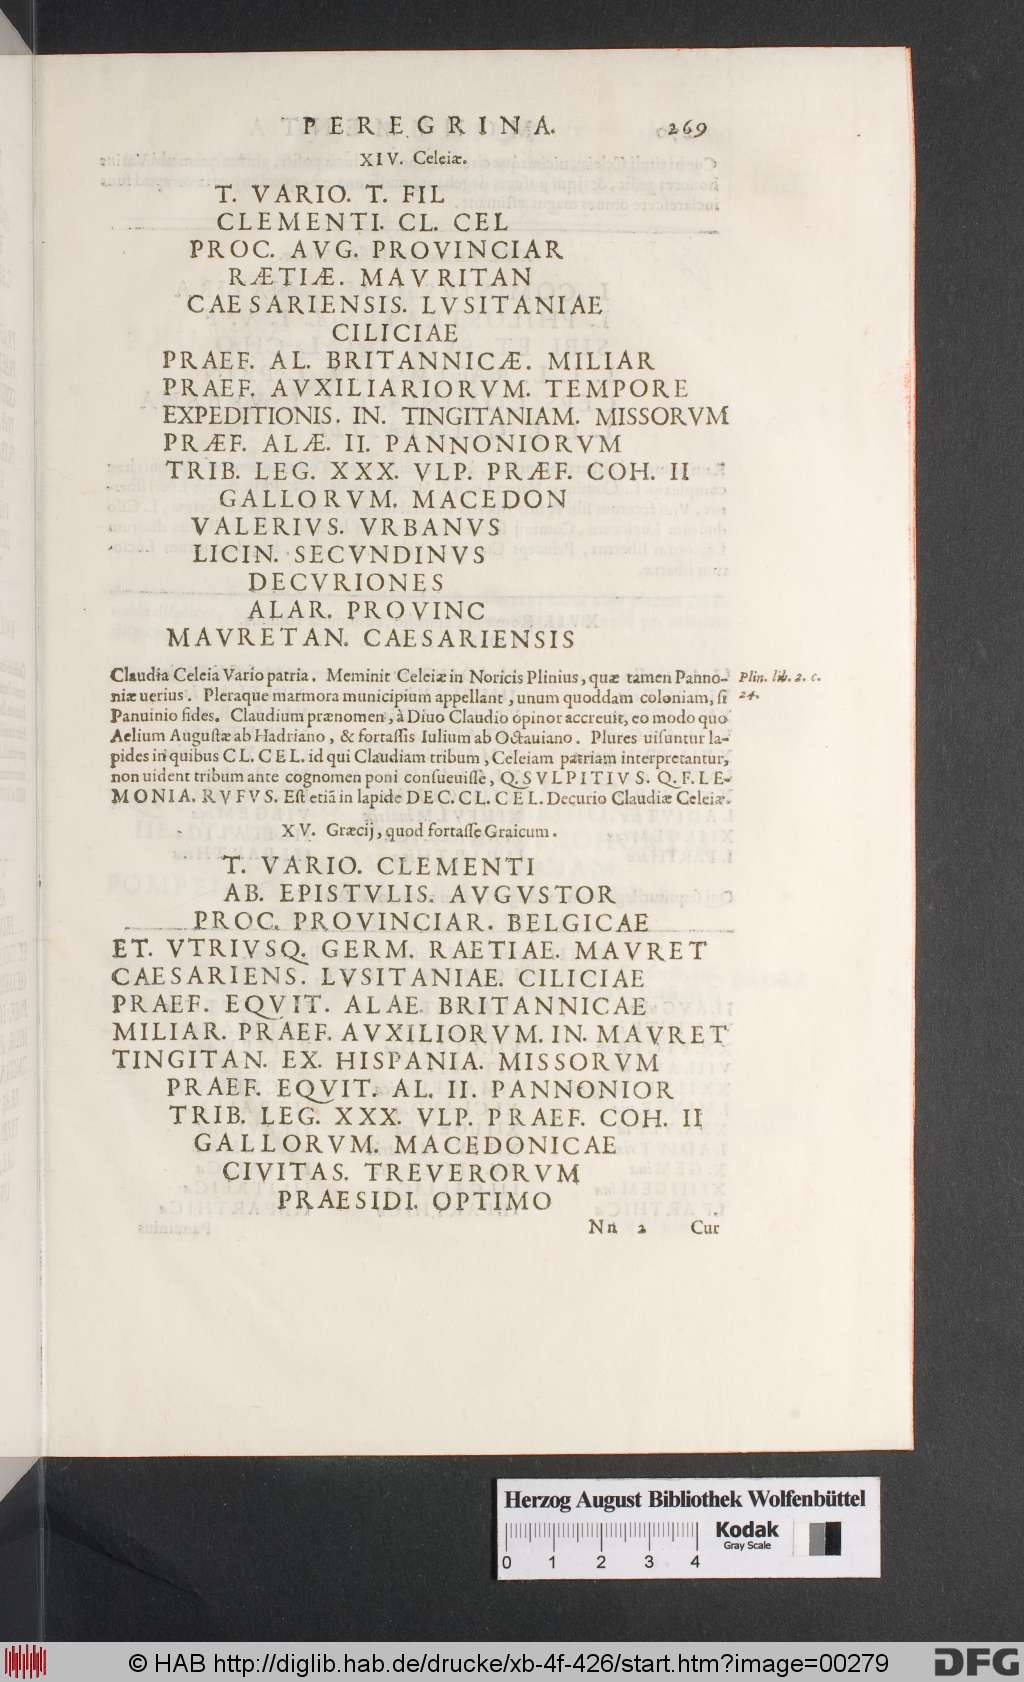 PEREGRINA. 269
XIV. Celeiæ.
T. VARIO. T. FIL
CLEMENTI. CL. CEL
PROC. AVG. PROVINCIAR
RÆTIÆ. MAVRITAN
CAESARIENSIS. LVSITANIAE
CILICIAE
PRAEF. AL. BRITANNICÆ. MILIAR
PRAEF. AVXILIARIORVM. TEMPORE
EXPEDITIONIS. IN. TINGITANIAM. MISSORVM
PRÆF. ALÆ. II. PANNONIORVM
TRIB. LEG. XXX. VLP. PRÆF. COH. II
GALLORVM. MACEDON
VALERIVS. VRBANVS
LICIN. SECVNDINVS
DECVRIONES
ALAR. PROVINC
MAVRETAN. CAESARIENSIS
Claudia Celeia Vario patria. Meminit Celeiæ in Noricis Plinius, quæ tamen Panno- Plin. lib. 2. c.
niæ uerius. Pleraque marmora municipium appellant, unum quoddam coloniam, si 24.
Panuinio fides. Claudium prænomen, à Diuo Claudio opinor accreuit, eo modo quo
Aelium Augustæ ab Hadriano, & fortassis Iulium ab Octauiano. Plures uisuntur la-
pides in quibus CL. CEL. id qui Claudiam tribum, Celeiam patriam interpretantur,
non uident tribum ante cognomen poni consueuisse, Q. SVLPITIVS. Q. F. LE-
MONIA. RVFVS. Est etiã in lapide DEC. CL. CEL. Decurio Claudiæ Celeiæ.
XV. Græcij, quod fortasse Graicum.
T. VARIO. CLEMENTI
AB. EPISTVLIS. AVGVSTOR
PROC. PROVINCIAR. BELGICAE
ET. VTRIVSQ. GERM. RAETIAE. MAVRET
CAESARIENS. LVSITANIAE. CILICIAE
PRAEF. EQVIT. ALAE. BRITANNICAE
MILIAR. PRAEF. AVXILIORVM. IN. MAVRET
TINGITAN. EX. HISPANIA. MISSORVM
PRAEF. EQVIT. AL. II. PANNONIOR
TRIB. LEG. XXX. VLP. PRAEF. COH. II
GALLORVM. MACEDONICAE
CIVITAS. TREVERORVM
PRAESIDI. OPTIMO
Nn 2 Cur
Herzog August Bibliothek Wolfenbüttel
Kodak
Gray Scale
0 1 2 3 4
© HAB http://diglib.hab.de/drucke/xb-4f-426/start.htm?image=00279
DFG